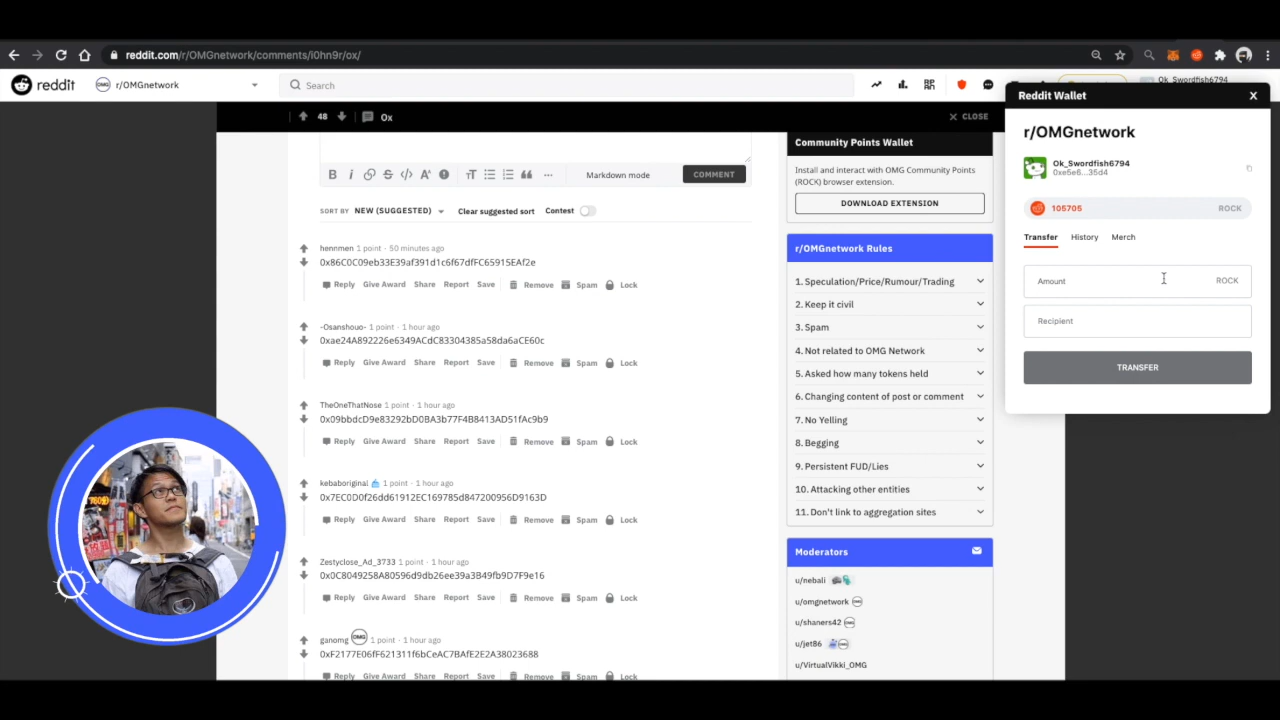 reddit.com/r/OMGnetwork/comments/i0hn9r/ox/
reddit
r/OMGnetwork
Search
Ok_Swordfish6794
48
Ox
CLOSE
B i
Markdown mode
COMMENT
SORT BY NEW (SUGGESTED)
Clear suggested sort
Contest
hennmen 1 point · 50 minutes ago
0x86C0C09eb33E39af391d1c6f67dfFC65915EAf2e
Reply Give Award Share Report Save Remove Spam Lock
-Osanshouo- 1 point · 1 hour ago
0xae24A892226e6349ACdC83304385a58da6aCE60c
Reply Give Award Share Report Save Remove Spam Lock
TheOneThatNose 1 point · 1 hour ago
0x09bbdcD9e83292bD0BA3b77F4B8413AD51fAc9b9
Reply Give Award Share Report Save Remove Spam Lock
kebaboriginal 1 point · 1 hour ago
0x7EC0D0f26dd61912EC169785d847200956D9163D
Reply Give Award Share Report Save Remove Spam Lock
Zestyclose_Ad_3733 1 point · 1 hour ago
0x0C8049258A80596d9db26ee39a3B49fb9D7F9e16
Reply Give Award Share Report Save Remove Spam Lock
ganomg OMG 1 point · 1 hour ago
0xF2177E06fF621311f6bCeAC7BAfE2E2A38023688
Reply Give Award Share Report Save Remove Spam Lock
Community Points Wallet
Install and interact with OMG Community Points
(ROCK) browser extension.
DOWNLOAD EXTENSION
r/OMGnetwork Rules
1. Speculation/Price/Rumour/Trading
2. Keep it civil
3. Spam
4. Not related to OMG Network
5. Asked how many tokens held
6. Changing content of post or comment
7. No Yelling
8. Begging
9. Persistent FUD/Lies
10. Attacking other entities
11. Don't link to aggregation sites
Moderators
u/nebali
u/omgnetwork
u/shaners42
u/jet86
u/VirtualVikki_OMG
Reddit Wallet
X
r/OMGnetwork
Ok_Swordfish6794
0xe5e6...35d4
105705
ROCK
Transfer
History
Merch
Amount
ROCK
Recipient
TRANSFER